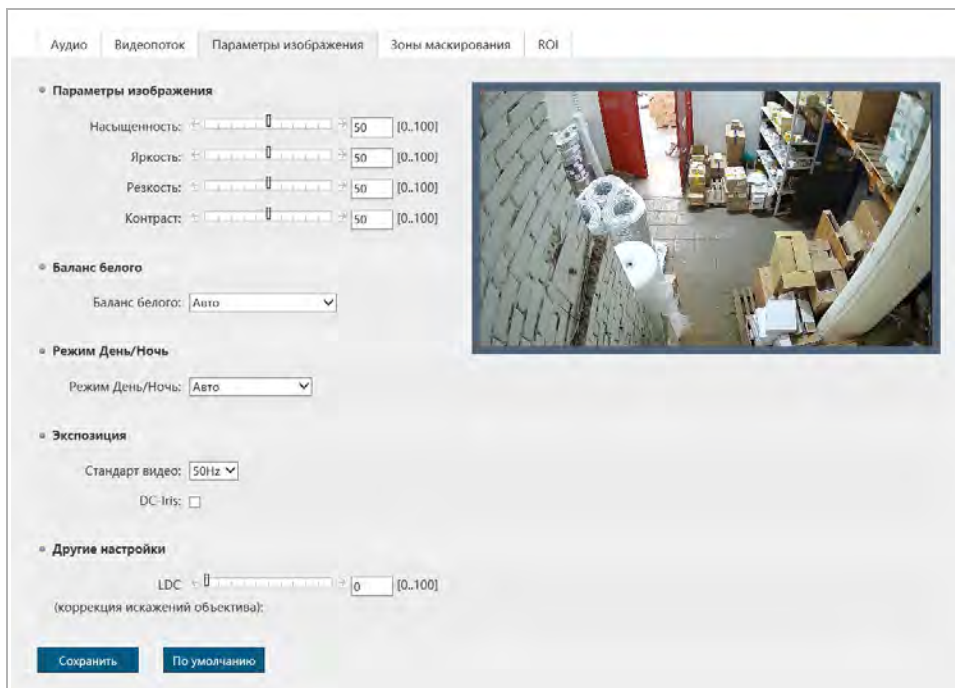 Аудио Видеопоток Параметры изображения Зоны маскирования ROI
Параметры изображения
Насыщенность: 50 [0..100]
Яркость: 50 [0..100]
Резкость: 50 [0..100]
Контраст: 50 [0..100]
Баланс белого
Баланс белого: Авто
Режим День/Ночь
Режим День/Ночь: Авто
Экспозиция
Стандарт видео: 50Hz
DC-Iris:
Другие настройки
LDC 0 [0..100]
(коррекция искажений объектива):
Сохранить По умолчанию